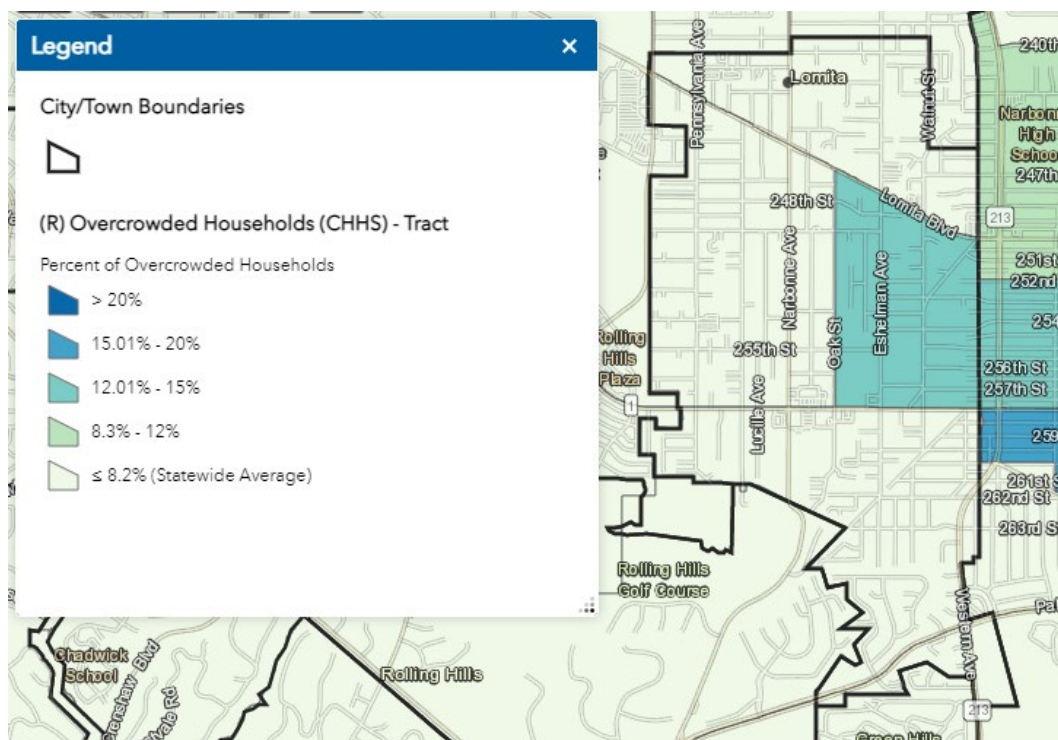 Legend
City/Town Boundaries
(R) Overcrowded Households (CHHS) - Tract
Percent of Overcrowded Households
> 20%
15.01% - 20%
12.01% - 15%
8.3% - 12%
≤ 8.2% (Statewide Average)
Pennsylvania Ave
Lomita
Walnut St
240th
Narbonne
High
School
247th
213
248th St
Lomita Blvd
Narbonne Ave
Oak St
Eshelman Ave
251st
252nd
254
Rolling
Hills
Plaza
255th St
256th St
257th St
1
Lucille Ave
259
261st S
262nd St
263rd S
Rolling Hills
Golf Course
Western Ave
Pal
Chadwick
School
Crenshaw Blvd
Rolling Hills
213
Green Hills